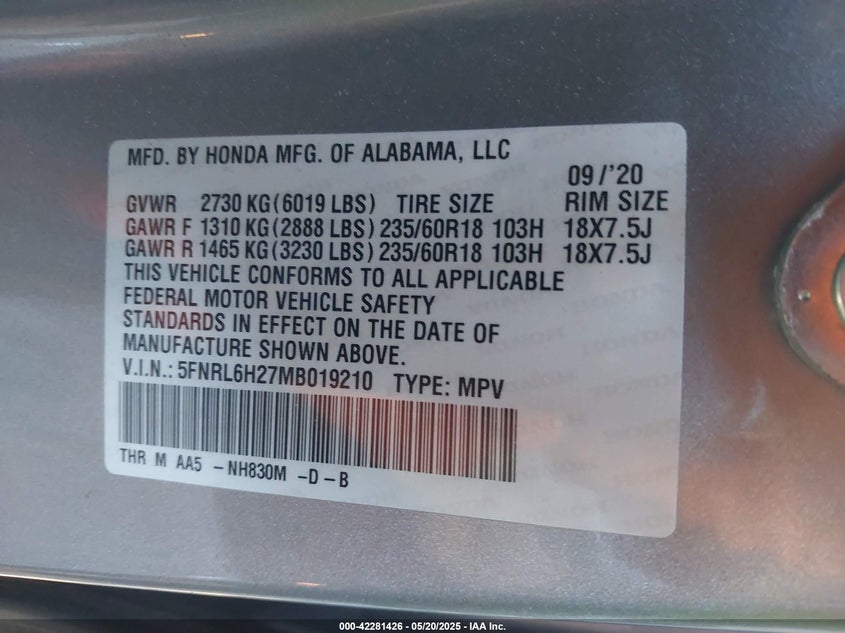 MFD. BY HONDA MFG. OF ALABAMA, LLC
09/'20
GVWR 2730 KG(6019 LBS) TIRE SIZE RIM SIZE
GAWR F 1310 KG(2888 LBS) 235/60R18 103H 18X7.5J
GAWR R 1465 KG(3230 LBS) 235/60R18 103H 18X7.5J
THIS VEHICLE CONFORMS TO ALL APPLICABLE
FEDERAL MOTOR VEHICLE SAFETY
STANDARDS IN EFFECT ON THE DATE OF
MANUFACTURE SHOWN ABOVE.
V.I.N.: 5FNRL6H27MB019210 TYPE: MPV
THR M AA5 -NH830M -D-B
000-42281426 - 05/20/2025 - IAA Inc.